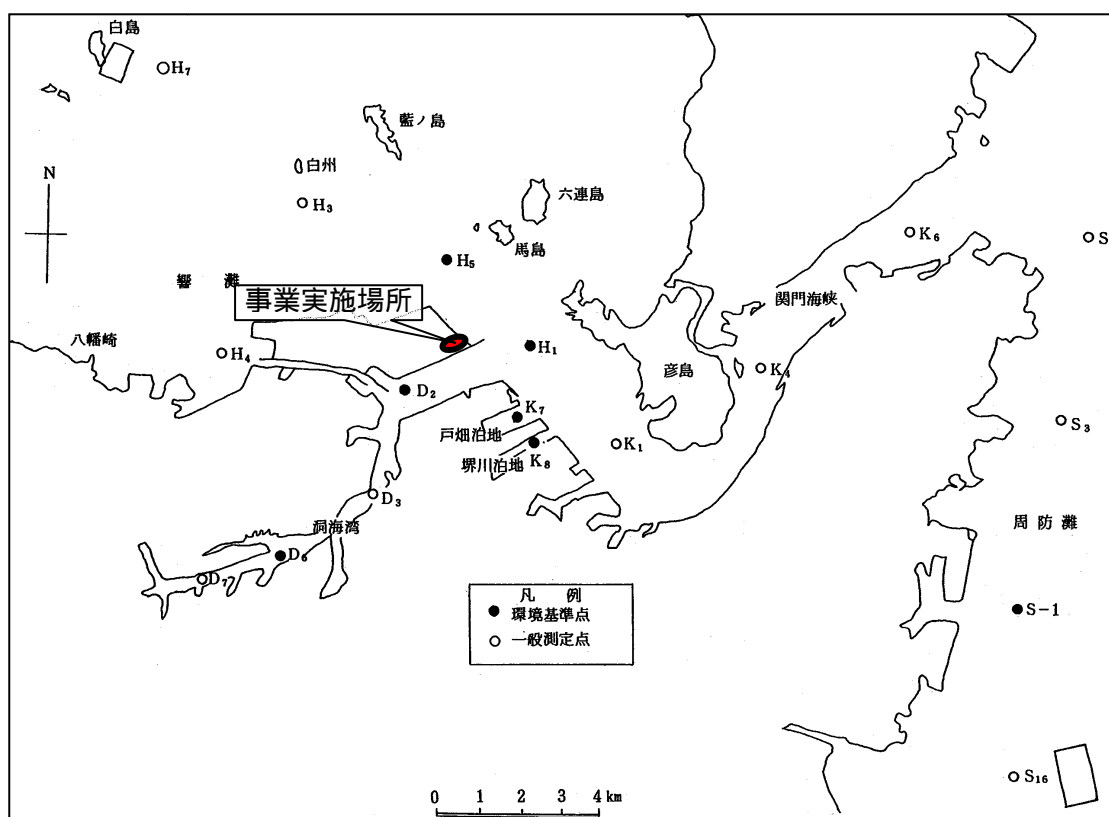 白島
H₇
藍ノ島
N
白州
六連島
H₃
K₆
S
馬島
H₅
響 灘
関門海峡
事業実施場所
八幡崎
H₄
H₁
彦島
K₄
D₂
K₇
戸畑泊地
K₁
S₃
堺川泊地
K₈
D₃
洞海湾
周防灘
D₆
D₇
凡 例
● 環境基準点
○ 一般測定点
S-1
S₁₆
0 1 2 4 km